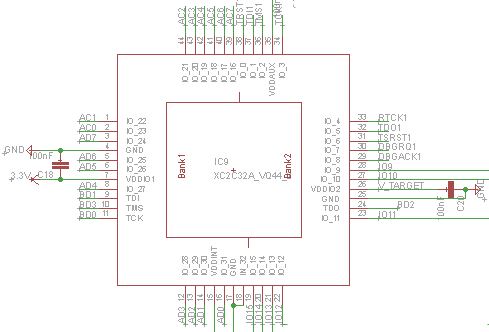 AC2 AC3 AC4 AC5 AC6 AC7 TDI1 TMS1
44 43 42 41 40 39 38 37 36 35 34
IO_21 IO_20 IO_19 IO_18 IO_17 IO_16 IO_0 IO_1 IO_2 VDDAUX IO_3
AC1 1 IO_22
AC0 2 IO_23
AD7 3 IO_24
GND 4 GND
AD6 5 IO_25
AD5 6 IO_26
3.3V 7 VDDIO1
AD4 8 IO_27
BD1 9 TDI
BD3 10 TMS
BD0 11 TCK
00nF
C18
Bank1
IC9
XC2C32A_VQ44
Bank2
IO_4 33 RTCK1
IO_5 32 TDO1
IO_6 31 TSRST1
IO_7 30 DBGRQ1
IO_8 29 DBGACK1
IO_9 28 IO9
IO_10 27 IO10
VDDIO2 26 V_TARGET
GND 25
TDO 24 BD2
IO_11 23 IO11
00nF
C20
GND
IO_28 IO_29 IO_30 VDDINT IO_31 GND IN_32 IO_15 IO_14 IO_13 IO_12
12 13 14 15 16 17 18 19 20 21 22
AD3 AD2 AD1 AD0 IO15 IO14 IO13 IO12